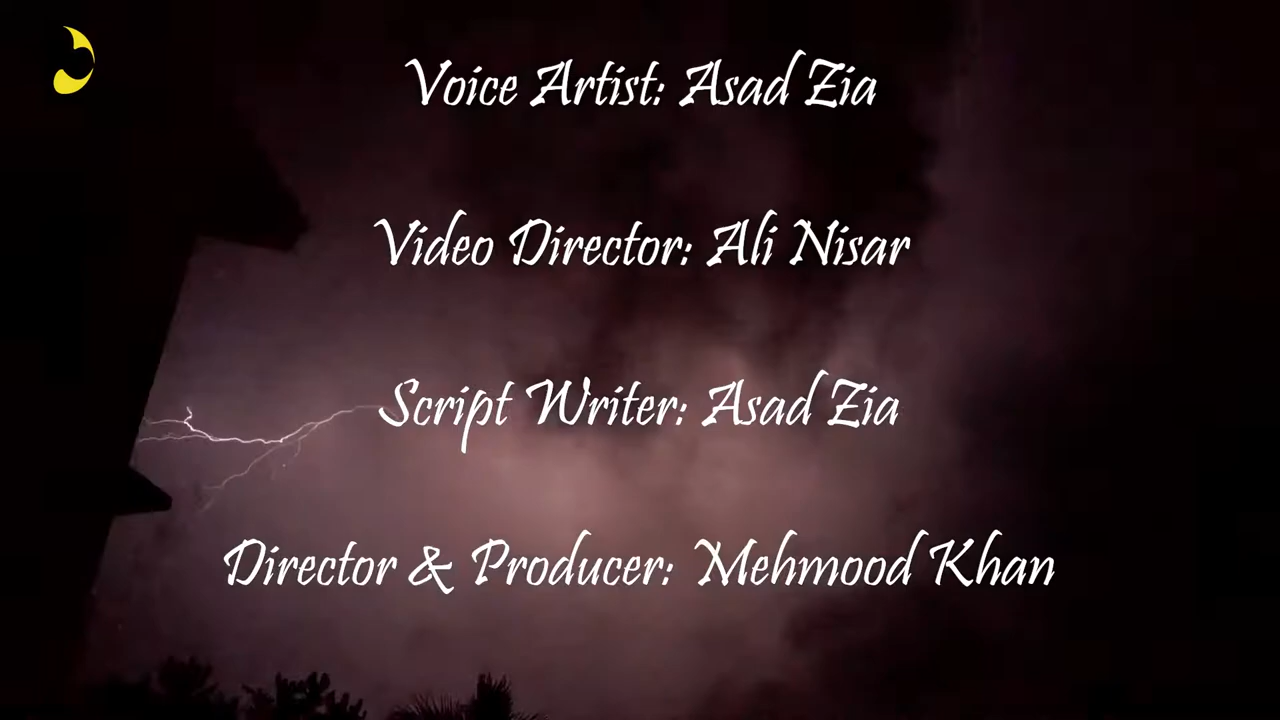 Voice Artist: Asad Zia
Video Director: Ali Nisar
Script Writer: Asad Zia
Director & Producer: Mehmood Khan